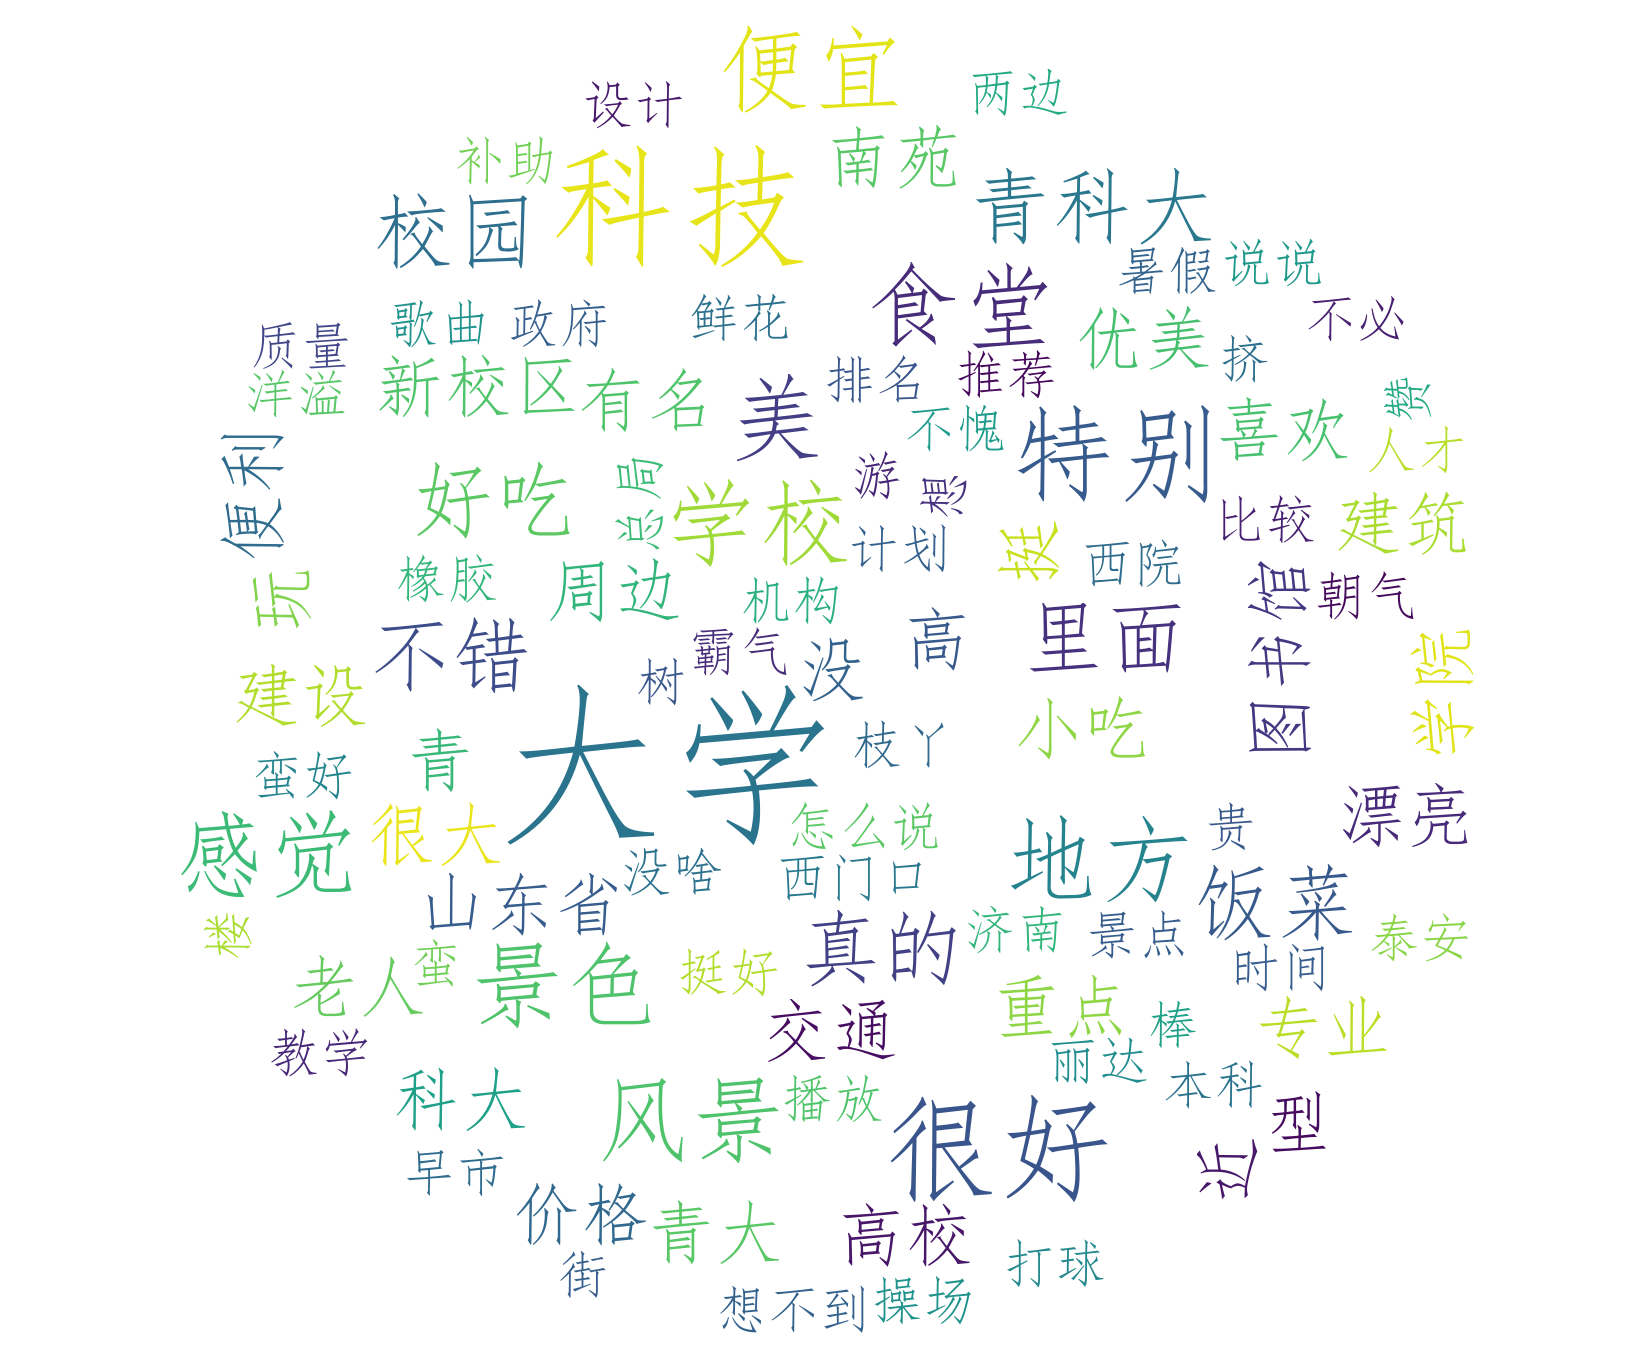 便宜
设计
两边
补助
科技
南苑
校园
青科大
暑假
说说
食堂
质量
歌曲
政府
鲜花
优美
不必
洋溢
新校区
有名
美
排名
推荐
挤
赞
便利
好吃
总局
学校
游
不愧
想
特别
喜欢
人才
计划
挺
西院
比较
建筑
玩
橡胶
周边
机构
图书馆
朝气
不错
树
霸气
没
高
里面
学院
建设
青
大学
枝丫
小吃
蛮好
漂亮
感觉
很大
怎么说
地方
贵
山东省
没啥
西门口
饭菜
楼
老人
蛮
景色
挺好
真的
济南
景点
时间
泰安
教学
交通
重点
棒
专业
科大
风景
播放
丽达
本科
型
早市
很好
近
价格
青大
高校
街
打球
想不到
操场